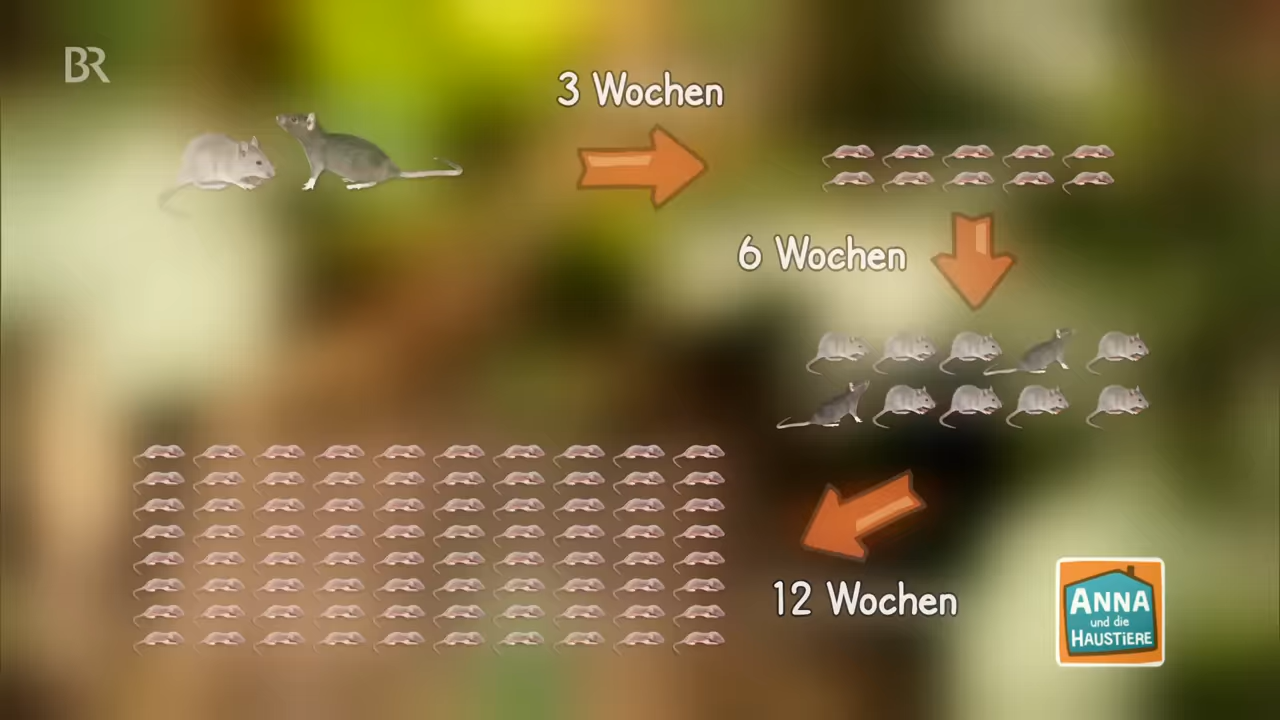 BR
3 Wochen
6 Wochen
12 Wochen
ANNA
und die
HAUSTiERE